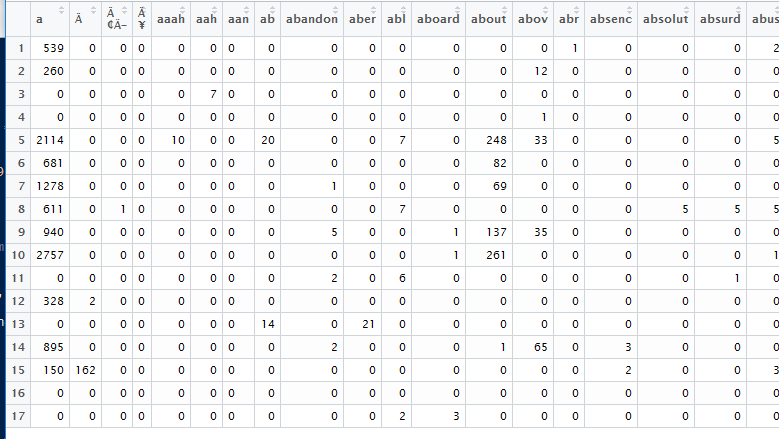 a Ã Ã ¢Ã– Ã ¥ aaah aah aan ab abandon aber abl aboard about abov abr absenc absolut absurd abus
1 539 0 0 0 0 0 0 0 0 0 0 0 0 0 1 0 0 0 2
2 260 0 0 0 0 0 0 0 0 0 0 0 0 12 0 0 0 0 0
3 0 0 0 0 0 7 0 0 0 0 0 0 0 0 0 0 0 0 0
4 0 0 0 0 0 0 0 0 0 0 0 0 0 1 0 0 0 0 0
5 2114 0 0 0 10 0 0 20 0 0 7 0 248 33 0 0 0 0 5
6 681 0 0 0 0 0 0 0 0 0 0 0 82 0 0 0 0 0 0
7 1278 0 0 0 0 0 0 0 1 0 0 0 69 0 0 0 0 0 0
8 611 0 1 0 0 0 0 0 0 0 7 0 0 0 0 0 5 5 5
9 940 0 0 0 0 0 0 0 5 0 0 1 137 35 0 0 0 0 0
10 2757 0 0 0 0 0 0 0 0 0 0 1 261 0 0 0 0 0 1
11 0 0 0 0 0 0 0 0 2 0 6 0 0 0 0 0 0 1 0
12 328 2 0 0 0 0 0 0 0 0 0 0 0 0 0 0 0 0 0
13 0 0 0 0 0 0 0 14 0 21 0 0 0 0 0 0 0 0 0
14 895 0 0 0 0 0 0 0 2 0 0 0 1 65 0 3 0 0 0
15 150 162 0 0 0 0 0 0 0 0 0 0 0 0 0 2 0 0 3
16 0 0 0 0 0 0 0 0 0 0 0 0 0 0 0 0 0 0 0
17 0 0 0 0 0 0 0 0 0 0 2 3 0 0 0 0 0 0 0